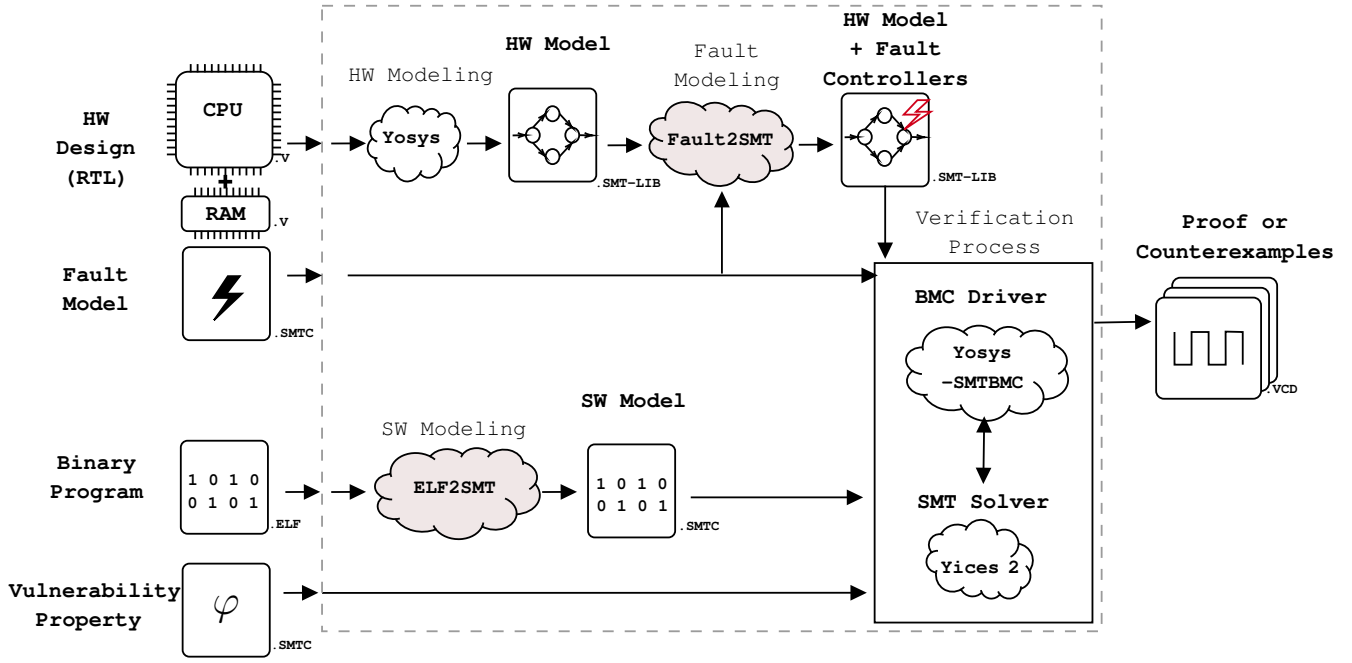 HW Model
+ Fault
Controllers
HW Model
Fault
Modeling
HW Modeling
CPU
HW
Design
(RTL)
.V
Yosys
Fault2SMT
.SMT-LIB
.SMT-LIB
+
RAM
.V
Verification
Process
Proof or
Counterexamples
Fault
Model
.SMTC
BMC Driver
Yosys
-SMTBMC
.VCD
SW Model
SW Modeling
Binary
Program
1 0 1 0
0 1 0 1
.ELF
ELF2SMT
1 0 1 0
0 1 0 1
.SMTC
SMT Solver
Yices 2
Vulnerability
Property
φ
.SMTC